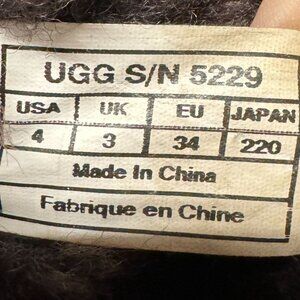 UGG S/N 5229
USA UK EU JAPAN
4 3 34 220
Made In China
Fabrique en Chine